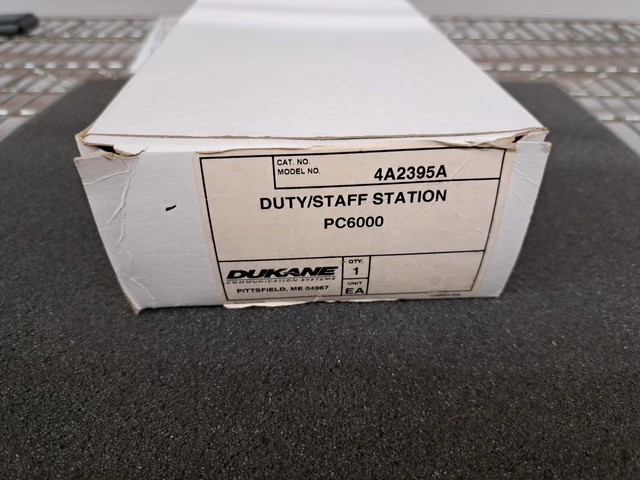 CAT. NO.
MODEL NO.
4A2395A
DUTY/STAFF STATION
PC6000
DUKANE
COMMUNICATION SYSTEMS
PITTSFIELD, ME 04967
QTY.
1
UNIT
EA